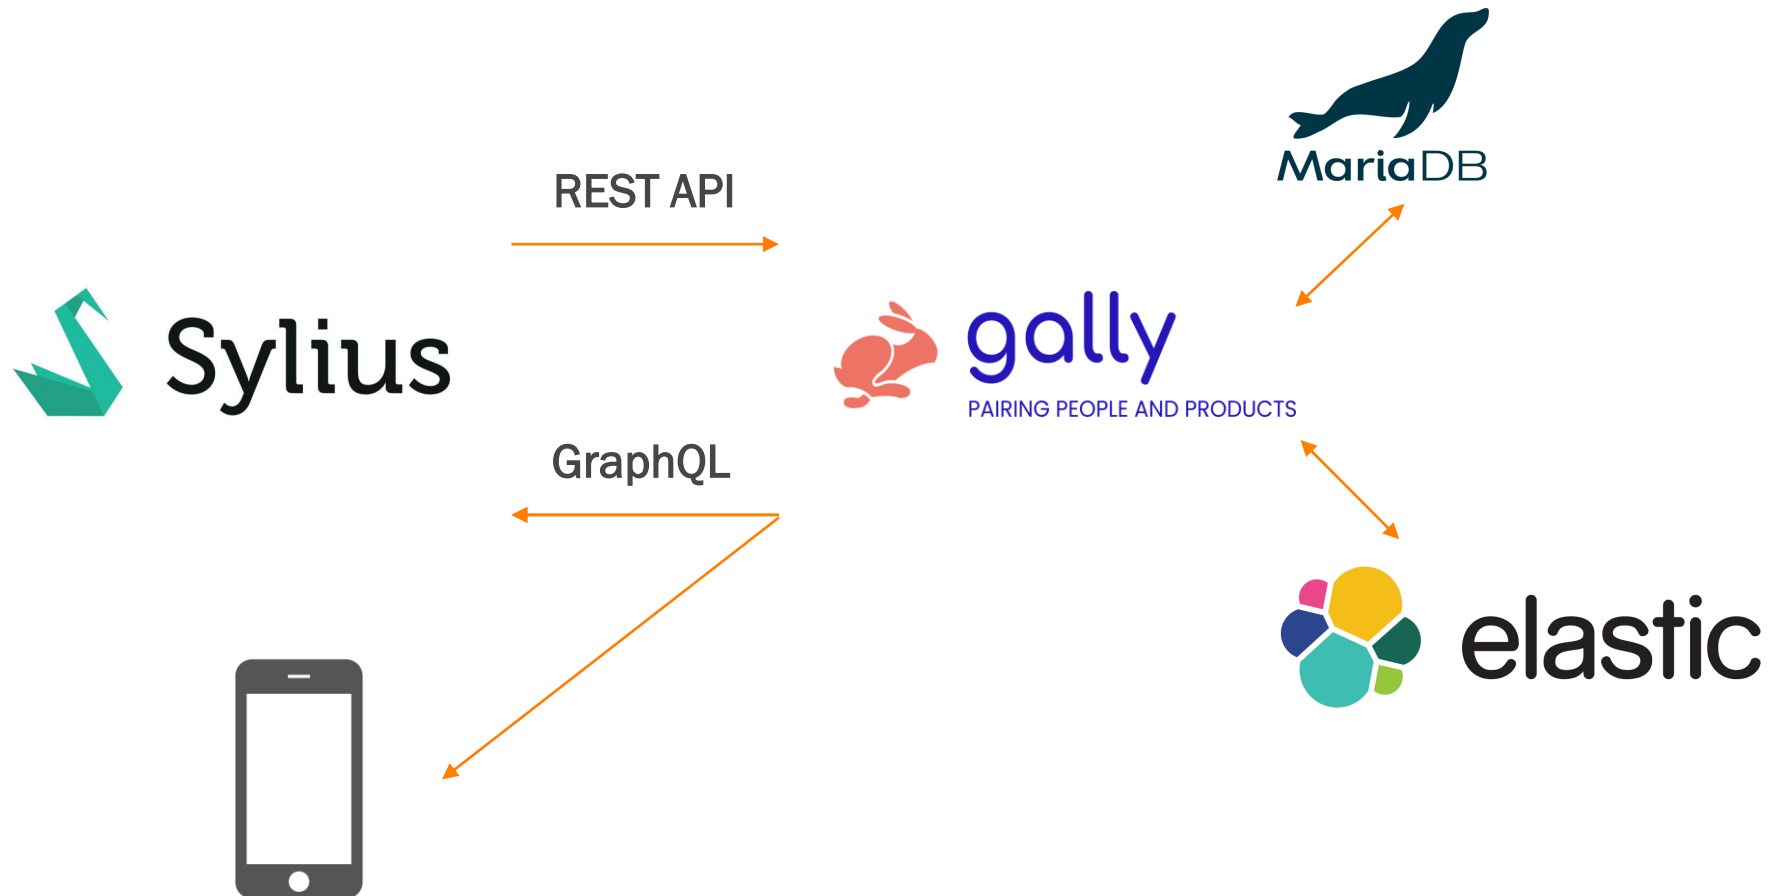 MariaDB
REST API
Sylius
gally
PAIRING PEOPLE AND PRODUCTS
GraphQL
elastic